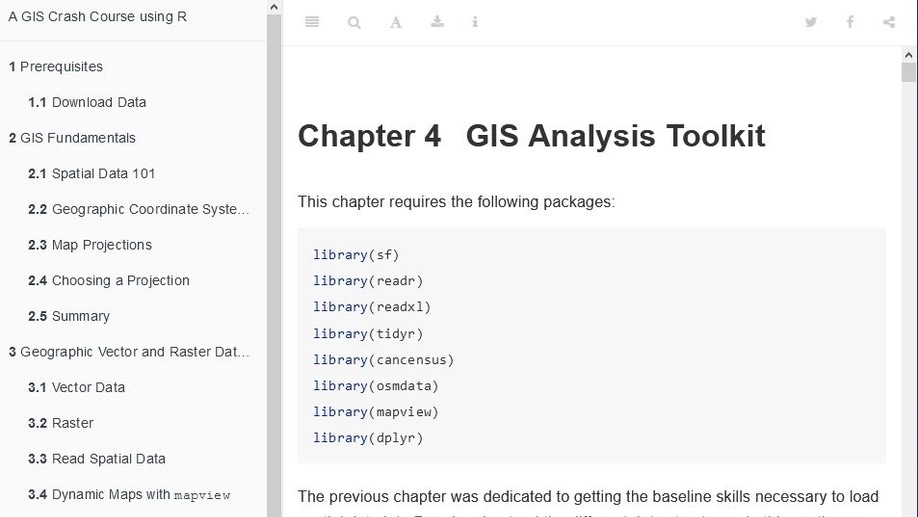 A GIS Crash Course using R
1 Prerequisites
1.1 Download Data
2 GIS Fundamentals
2.1 Spatial Data 101
2.2 Geographic Coordinate Syste...
2.3 Map Projections
2.4 Choosing a Projection
2.5 Summary
3 Geographic Vector and Raster Dat...
3.1 Vector Data
3.2 Raster
3.3 Read Spatial Data
3.4 Dynamic Maps with mapview
Chapter 4 GIS Analysis Toolkit
This chapter requires the following packages:
library(sf)
library(readr)
library(readxl)
library(tidyr)
library(cancensus)
library(osmdata)
library(mapview)
library(dplyr)
The previous chapter was dedicated to getting the baseline skills necessary to load